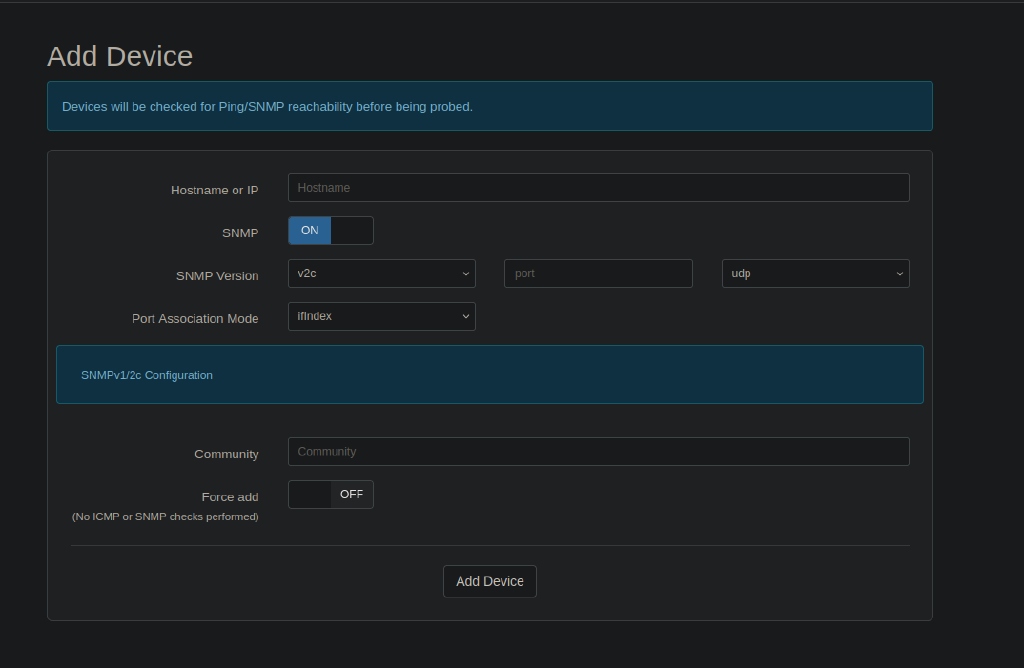 Add Device
Devices will be checked for Ping/SNMP reachability before being probed.
Hostname or IP
Hostname
SNMP
ON
SNMP Version
v2c
port
udp
Port Association Mode
ifIndex
SNMPv1/2c Configuration
Community
Community
Force add
OFF
(No ICMP or SNMP checks performed)
Add Device